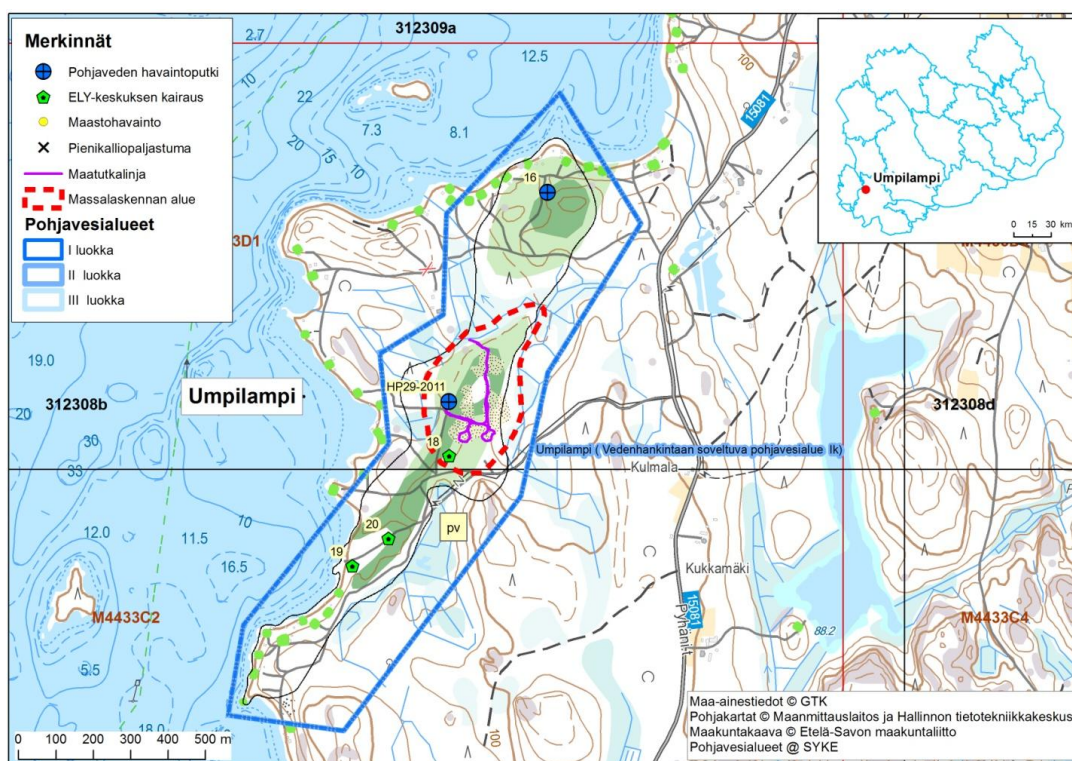 Merkinnät
Pohjaveden havaintoputki
ELY-keskuksen kairaus
Maastohavainto
Pienikalliopaljastuma
Maatutkalinja
Massalaskennan alue
Pohjavesialueet
I luokka
II luokka
III luokka
312309a
2.7
10
22
15
10
5
7.3
8.1
12.5
100
15081
Umpilampi
0 15 30 km
16
3D1
19.0
20
312308b
30
33
Umpilampi
HP29-2011
18
312308d
Umpilampi ( Vedenhankintaan soveltuva pohjavesialue Ik)
Kulmala
10
12.0
11.5
16.5
20
19
pv
Kukkamäki
15081
Pyhänt
M4433C2
M4433C4
88.2
5.5
18.0
100
100
0 100 200 300 400 500 m
Maa-ainestiedot © GTK
Pohjakartat © Maanmittauslaitos ja Hallinnon tietotekniikkakeskus
Maakuntakaava © Etelä-Savon maakuntaliitto
Pohjavesialueet @ SYKE